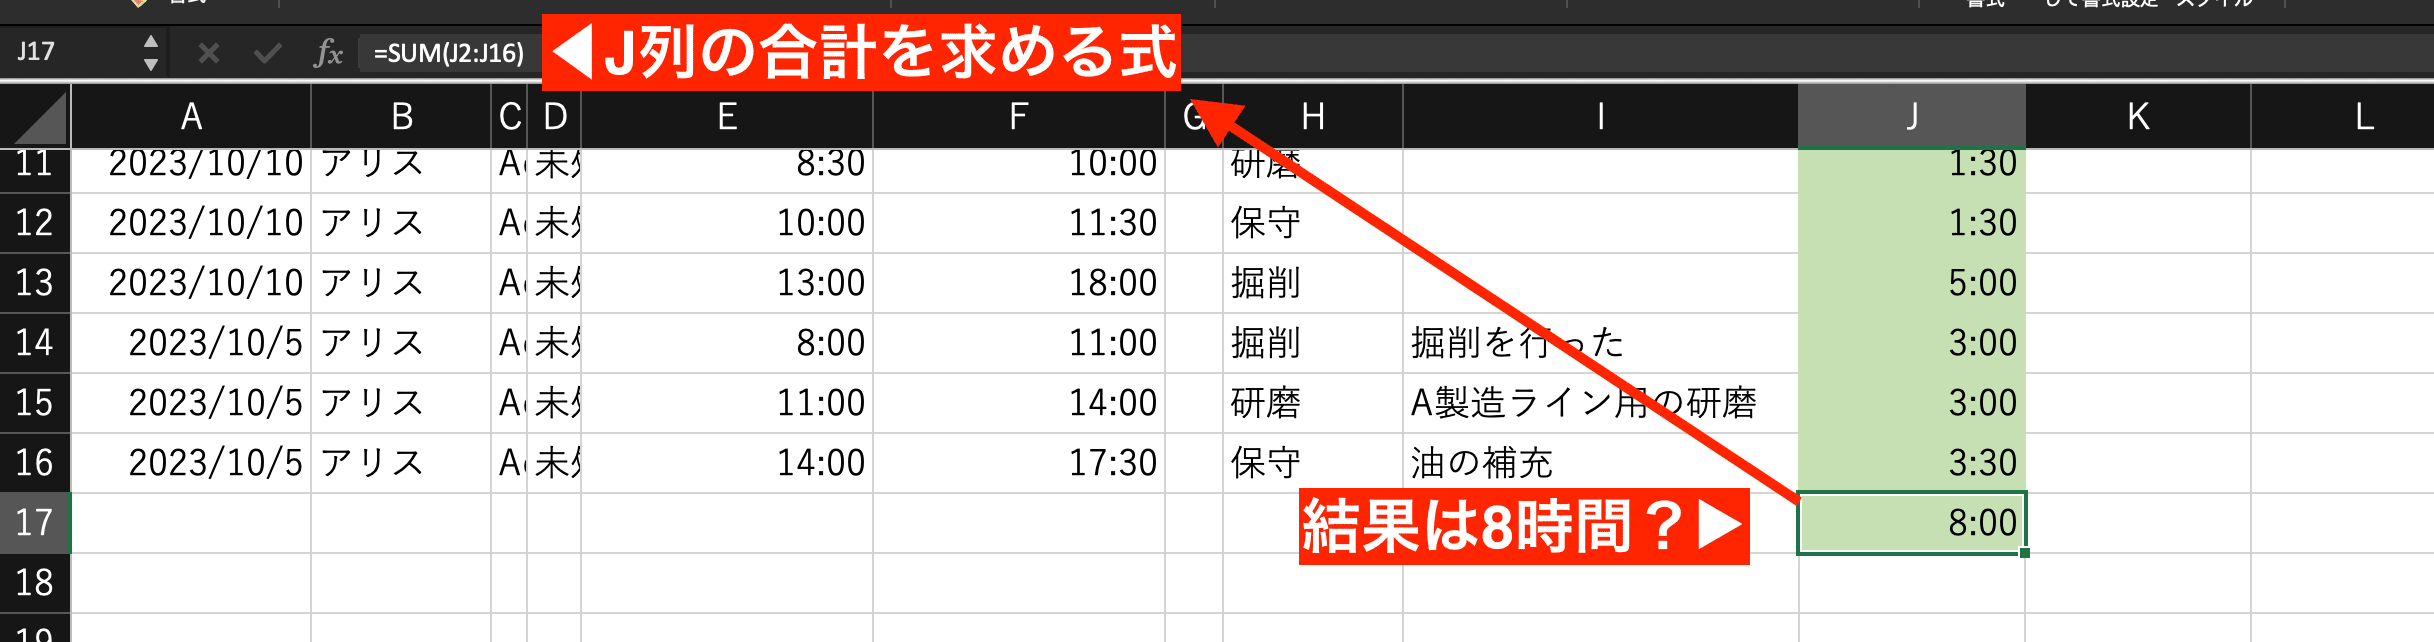 J17 fx =SUM(J2:J16) ◀J列の合計を求める式
A B C D E F G H I J K L
11 2023/10/10 アリス 8:30 10:00 研磨 1:30
12 2023/10/10 アリス 10:00 11:30 保守 1:30
13 2023/10/10 アリス 13:00 18:00 掘削 5:00
14 2023/10/5 アリス 8:00 11:00 掘削 掘削を行った 3:00
15 2023/10/5 アリス 11:00 14:00 研磨 A製造ライン用の研磨 3:00
16 2023/10/5 アリス 14:00 17:30 保守 油の補充 3:30
17 結果は8時間？▶ 8:00
18
19